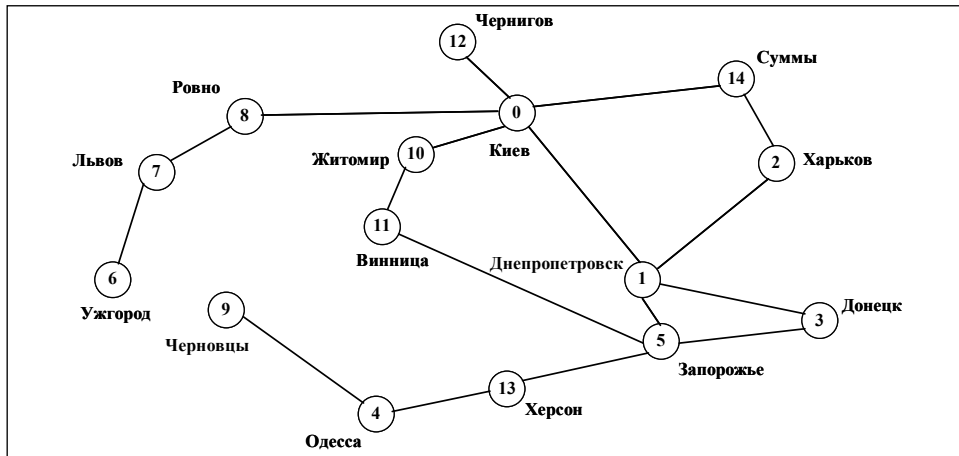 Чернигов
12
Суммы
14
Ровно
8
0
Киев
Львов
7
Житомир
10
2
Харьков
11
Винница
Днепропетровск
1
6
Ужгород
9
Черновцы
3
Донецк
5
Запорожье
13
Херсон
4
Одесса